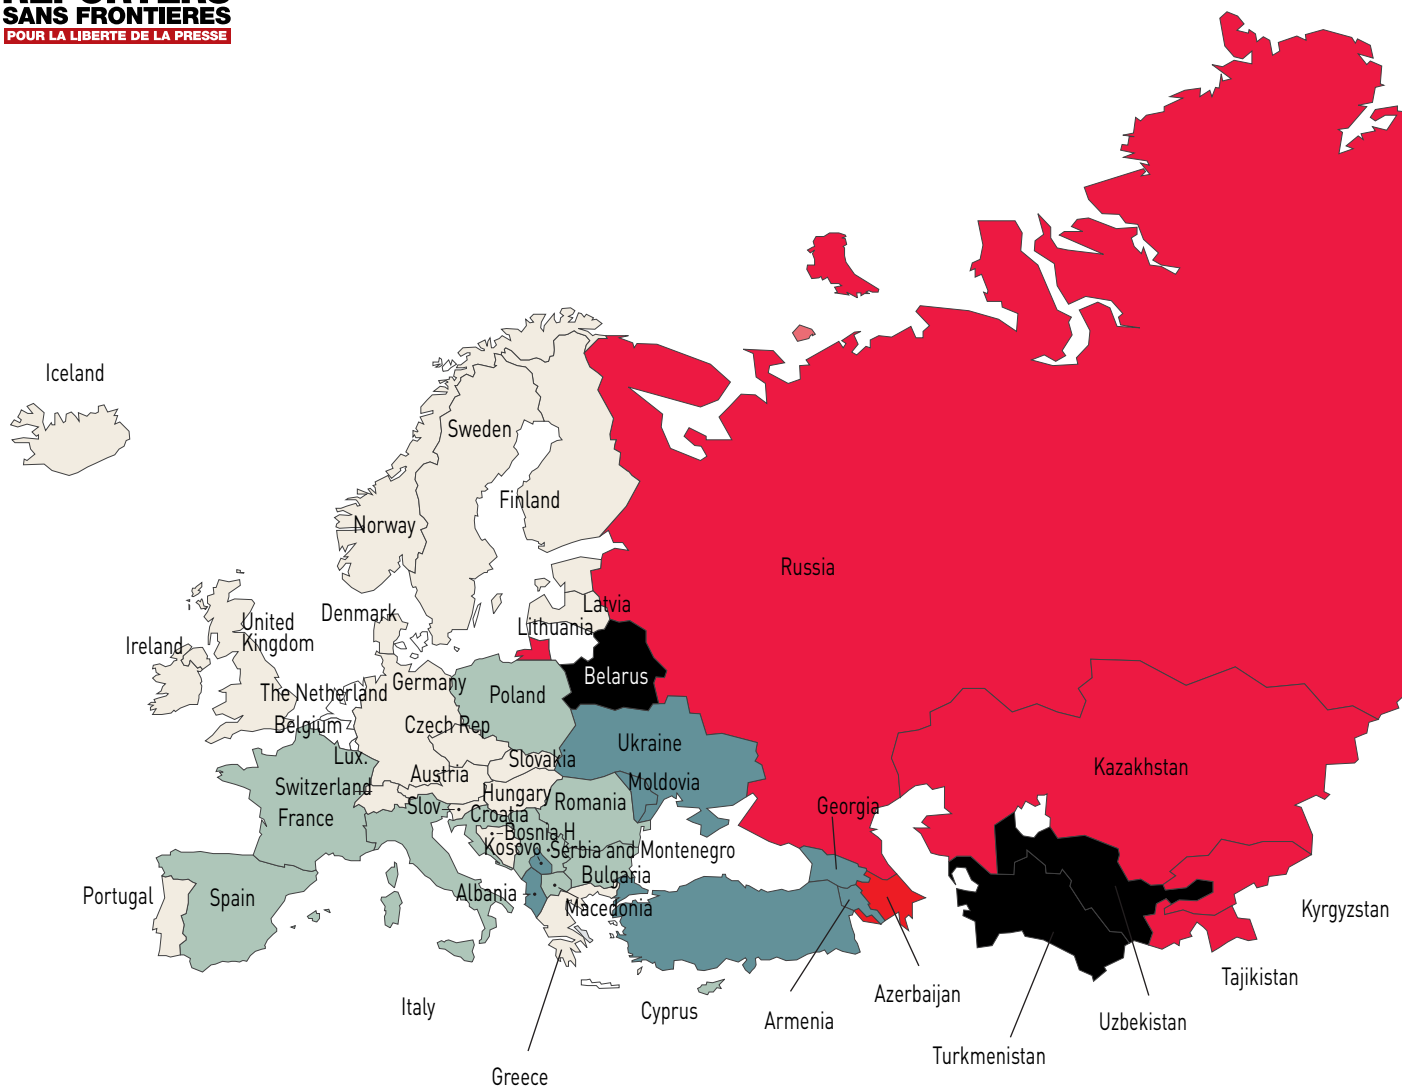 REPORTERS
SANS FRONTIERES
POUR LA LIBERTE DE LA PRESSE
Iceland
Sweden
Finland
Norway
Russia
Denmark
Latvia
United
Kingdom
Lithuania
Ireland
Belarus
Germany
The Netherland
Poland
Belgium
Czech Rep
Ukraine
Lux.
Slovakia
Kazakhstan
Austria
Moldovia
Switzerland
Hungary
Romania
Slov
Georgia
France
Croatia
Bosnia H
Kosovo
Serbia and Montenegro
Bulgaria
Portugal
Spain
Albania
Macedonia
Kyrgyzstan
Tajikistan
Azerbaijan
Italy
Cyprus
Armenia
Uzbekistan
Turkmenistan
Greece